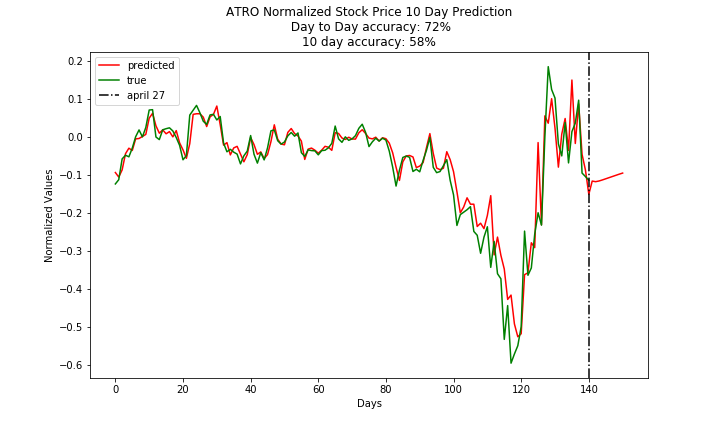 ATRO Normalized Stock Price 10 Day Prediction
Day to Day accuracy: 72%
10 day accuracy: 58%
predicted
true
april 27
Normalized Values
0.2
0.1
0.0
−0.1
−0.2
−0.3
−0.4
−0.5
−0.6
0 20 40 60 80 100 120 140
Days